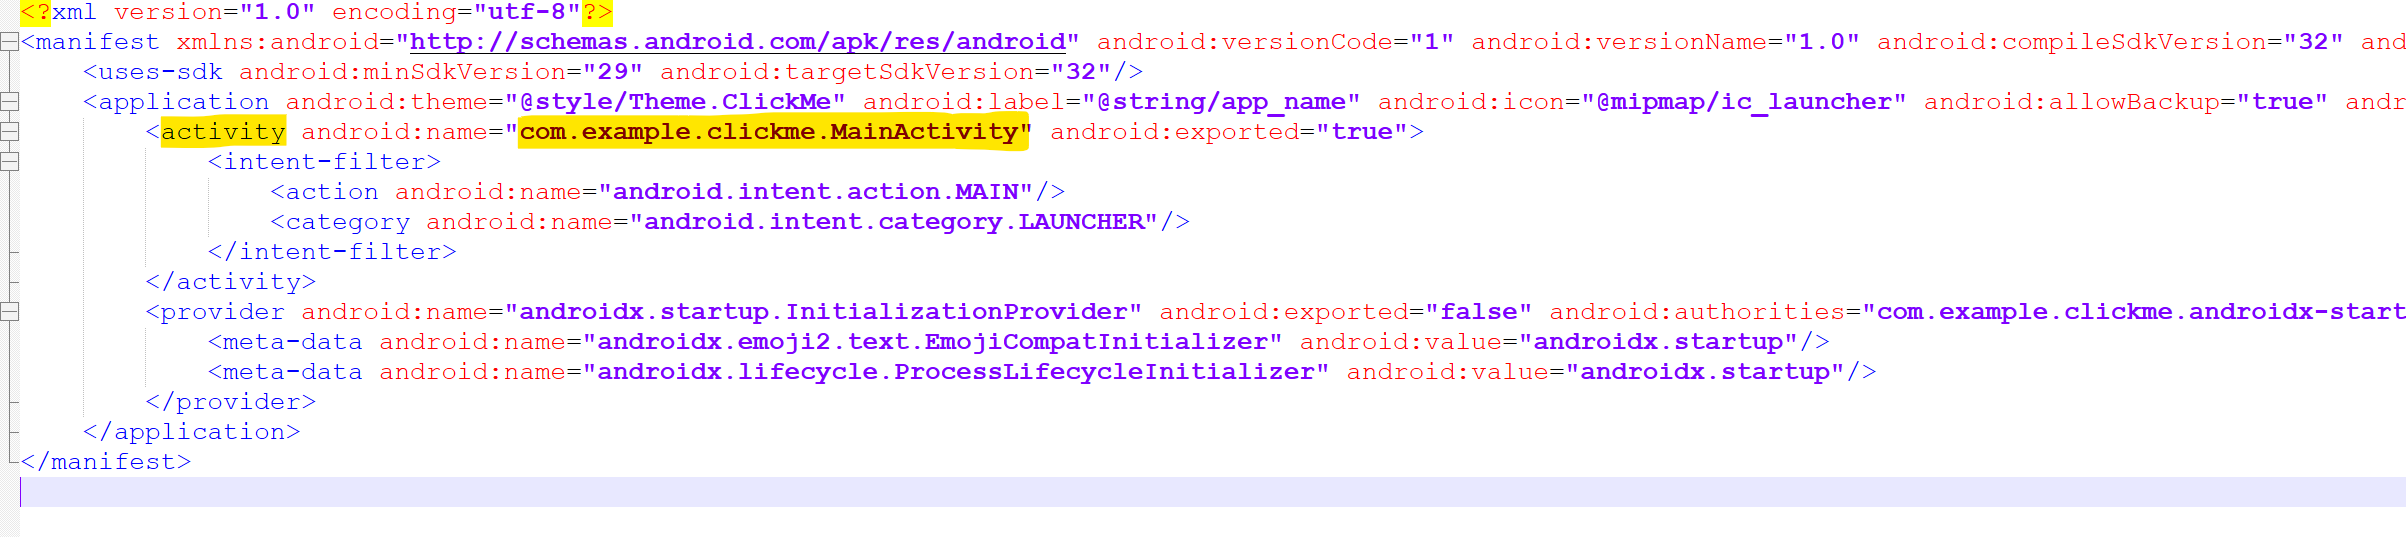 <?xml version="1.0" encoding="utf-8"?>
<manifest xmlns:android="http://schemas.android.com/apk/res/android" android:versionCode="1" android:versionName="1.0" android:compileSdkVersion="32" and
<uses-sdk android:minSdkVersion="29" android:targetSdkVersion="32"/>
<application android:theme="@style/Theme.ClickMe" android:label="@string/app_name" android:icon="@mipmap/ic_launcher" android:allowBackup="true" andr
<activity android:name="com.example.clickme.MainActivity" android:exported="true">
<intent-filter>
<action android:name="android.intent.action.MAIN"/>
<category android:name="android.intent.category.LAUNCHER"/>
</intent-filter>
</activity>
<provider android:name="androidx.startup.InitializationProvider" android:exported="false" android:authorities="com.example.clickme.androidx-start
<meta-data android:name="androidx.emoji2.text.EmojiCompatInitializer" android:value="androidx.startup"/>
<meta-data android:name="androidx.lifecycle.ProcessLifecycleInitializer" android:value="androidx.startup"/>
</provider>
</application>
</manifest>